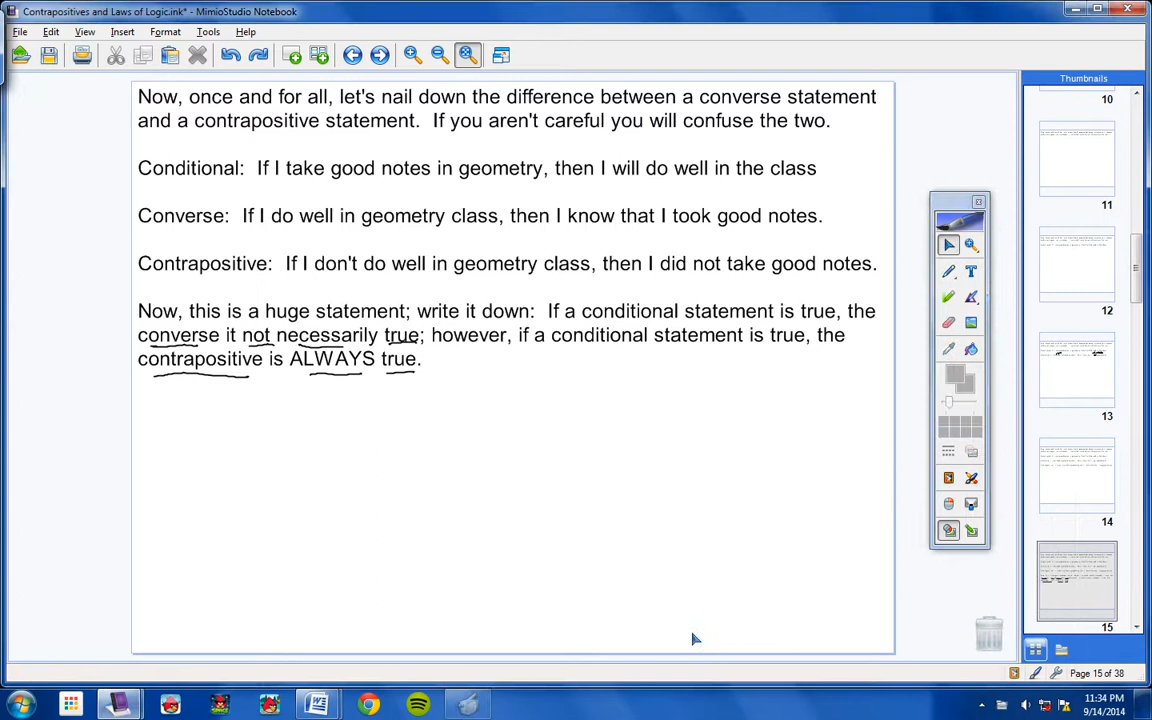 Contrapositives and Laws of Logic.ink* - MimioStudio Notebook
File Edit View Insert Format Tools Help
Thumbnails
Now, once and for all, let's nail down the difference between a converse statement
and a contrapositive statement. If you aren't careful you will confuse the two.
Conditional: If I take good notes in geometry, then I will do well in the class
Converse: If I do well in geometry class, then I know that I took good notes.
Contrapositive: If I don't do well in geometry class, then I did not take good notes.
Now, this is a huge statement; write it down: If a conditional statement is true, the
converse it not necessarily true; however, if a conditional statement is true, the
contrapositive is ALWAYS true.
T
10
11
12
13
14
15
Page 15 of 38
W
11:34 PM
9/14/2014